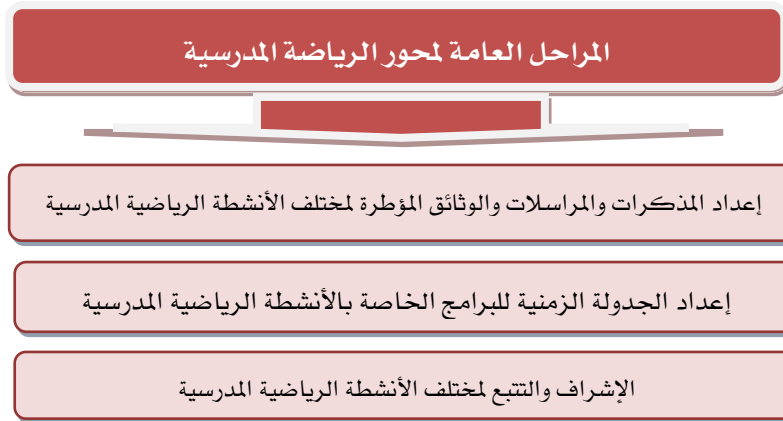 المراحل العامة لمحور الرياضة المدرسية
إعداد المذكرات والمراسلات والوثائق المؤطرة لمختلف الأنشطة الرياضية المدرسية
إعداد الجدولة الزمنية للبرامج الخاصة بالأنشطة الرياضية المدرسية
الإشراف والتتبع لمختلف الأنشطة الرياضية المدرسية